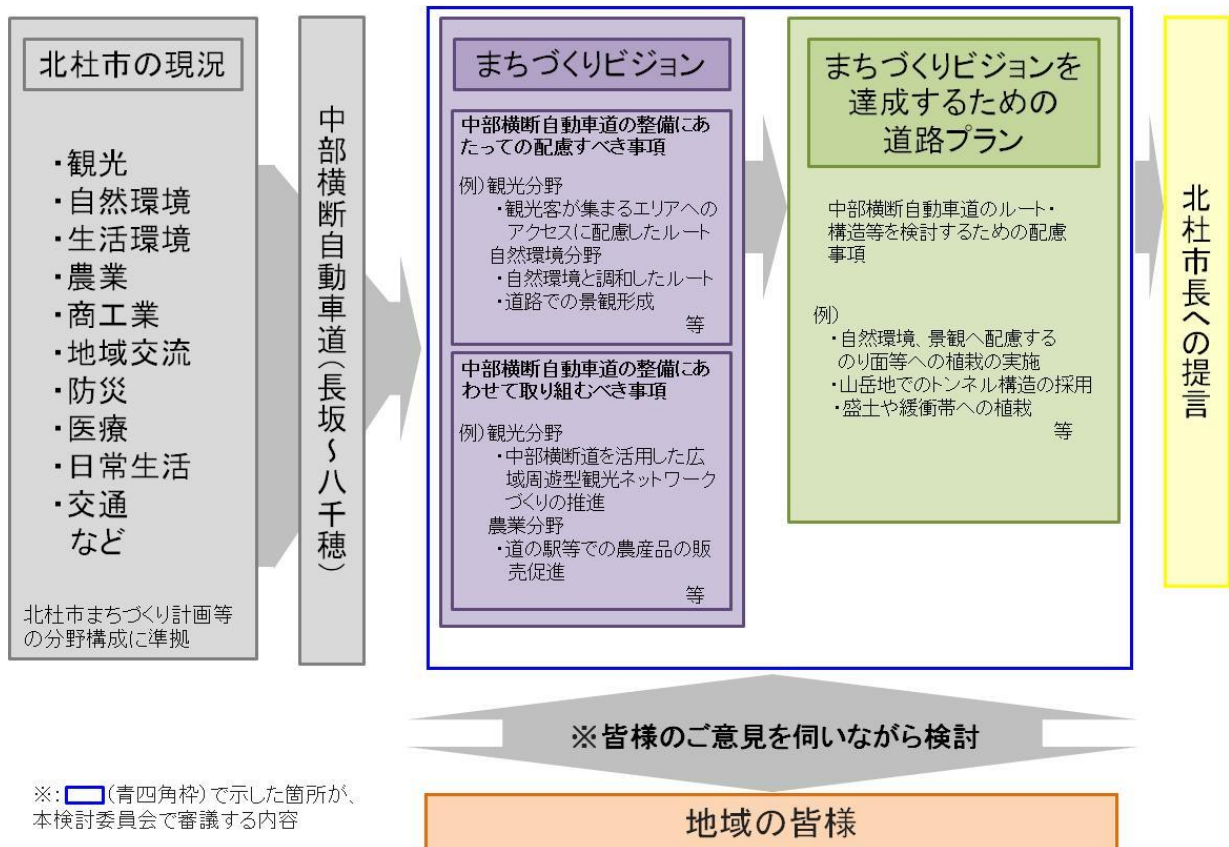 北杜市の現況
・観光
・自然環境
・生活環境
・農業
・商工業
・地域交流
・防災
・医療
・日常生活
・交通
など
北杜市まちづくり計画等
の分野構成に準拠
中部横断自動車道(長坂~八千穂)
まちづくりビジョン
中部横断自動車道の整備にあ
たっての配慮すべき事項
例)観光分野
・観光客が集まるエリアへの
アクセスに配慮したルート
自然環境分野
・自然環境と調和したルート
・道路での景観形成
等
中部横断自動車道の整備にあ
わせて取り組むべき事項
例)観光分野
・中部横断道を活用した広
域周遊型観光ネットワーク
づくりの推進
農業分野
・道の駅等での農産品の販
売促進
等
まちづくりビジョンを
達成するための
道路プラン
中部横断自動車道のルート・
構造等を検討するための配慮
事項
例)
・自然環境、景観へ配慮する
のり面等への植栽の実施
・山岳地でのトンネル構造の採用
・盛土や緩衝帯への植栽
等
北杜市長への提言
※皆様のご意見を伺いながら検討
地域の皆様
※:(青四角枠)で示した箇所が、
本検討委員会で審議する内容